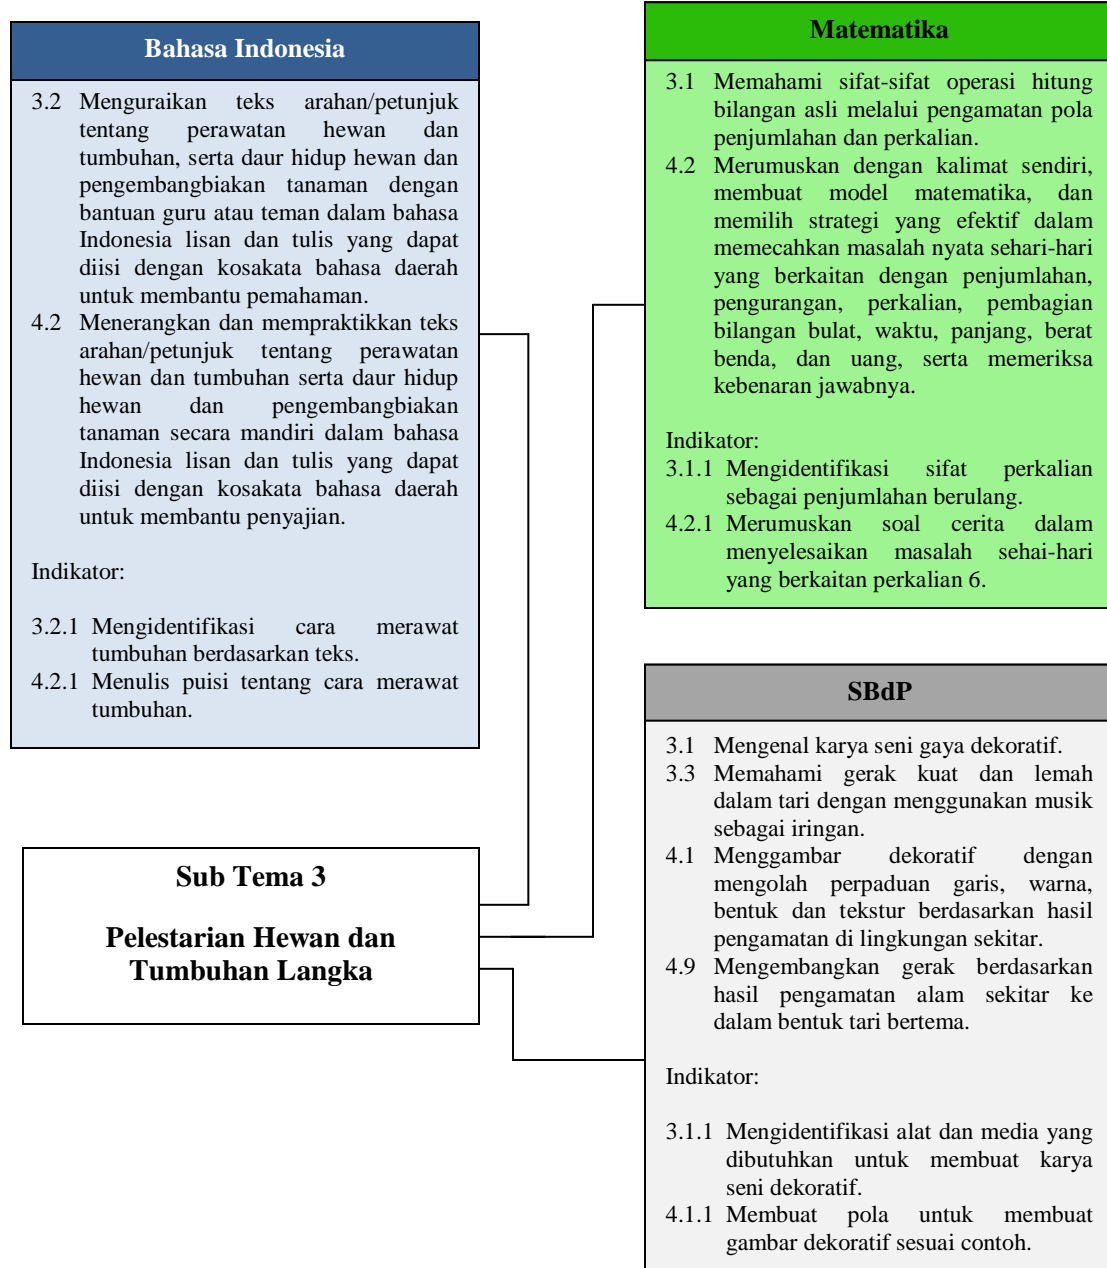 Bahasa Indonesia
3.2 Menguraikan teks arahan/petunjuk
tentang perawatan hewan dan
tumbuhan, serta daur hidup hewan dan
pengembangbiakan tanaman dengan
bantuan guru atau teman dalam bahasa
Indonesia lisan dan tulis yang dapat
diisi dengan kosakata bahasa daerah
untuk membantu pemahaman.
4.2 Menerangkan dan mempraktikkan teks
arahan/petunjuk tentang perawatan
hewan dan tumbuhan serta daur hidup
hewan dan pengembangbiakan
tanaman secara mandiri dalam bahasa
Indonesia lisan dan tulis yang dapat
diisi dengan kosakata bahasa daerah
untuk membantu penyajian.
Indikator:
3.2.1 Mengidentifikasi cara merawat
tumbuhan berdasarkan teks.
4.2.1 Menulis puisi tentang cara merawat
tumbuhan.
Matematika
3.1 Memahami sifat-sifat operasi hitung
bilangan asli melalui pengamatan pola
penjumlahan dan perkalian.
4.2 Merumuskan dengan kalimat sendiri,
membuat model matematika, dan
memilih strategi yang efektif dalam
memecahkan masalah nyata sehari-hari
yang berkaitan dengan penjumlahan,
pengurangan, perkalian, pembagian
bilangan bulat, waktu, panjang, berat
benda, dan uang, serta memeriksa
kebenaran jawabnya.
Indikator:
3.1.1 Mengidentifikasi sifat perkalian
sebagai penjumlahan berulang.
4.2.1 Merumuskan soal cerita dalam
menyelesaikan masalah sehai-hari
yang berkaitan perkalian 6.
Sub Tema 3
Pelestarian Hewan dan
Tumbuhan Langka
SBdP
3.1 Mengenal karya seni gaya dekoratif.
3.3 Memahami gerak kuat dan lemah
dalam tari dengan menggunakan musik
sebagai iringan.
4.1 Menggambar dekoratif dengan
mengolah perpaduan garis, warna,
bentuk dan tekstur berdasarkan hasil
pengamatan di lingkungan sekitar.
4.9 Mengembangkan gerak berdasarkan
hasil pengamatan alam sekitar ke
dalam bentuk tari bertema.
Indikator:
3.1.1 Mengidentifikasi alat dan media yang
dibutuhkan untuk membuat karya
seni dekoratif.
4.1.1 Membuat pola untuk membuat
gambar dekoratif sesuai contoh.